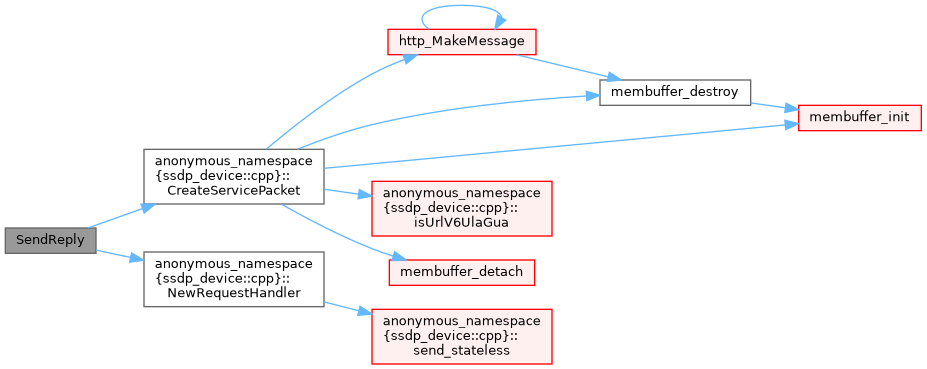 SendReply
anonymous_namespace
{ssdp_device::cpp}::
CreateServicePacket
anonymous_namespace
{ssdp_device::cpp}::
NewRequestHandler
http_MakeMessage
membuffer_destroy
membuffer_init
anonymous_namespace
{ssdp_device::cpp}::
isUrlV6UlaGua
membuffer_detach
anonymous_namespace
{ssdp_device::cpp}::
send_stateless